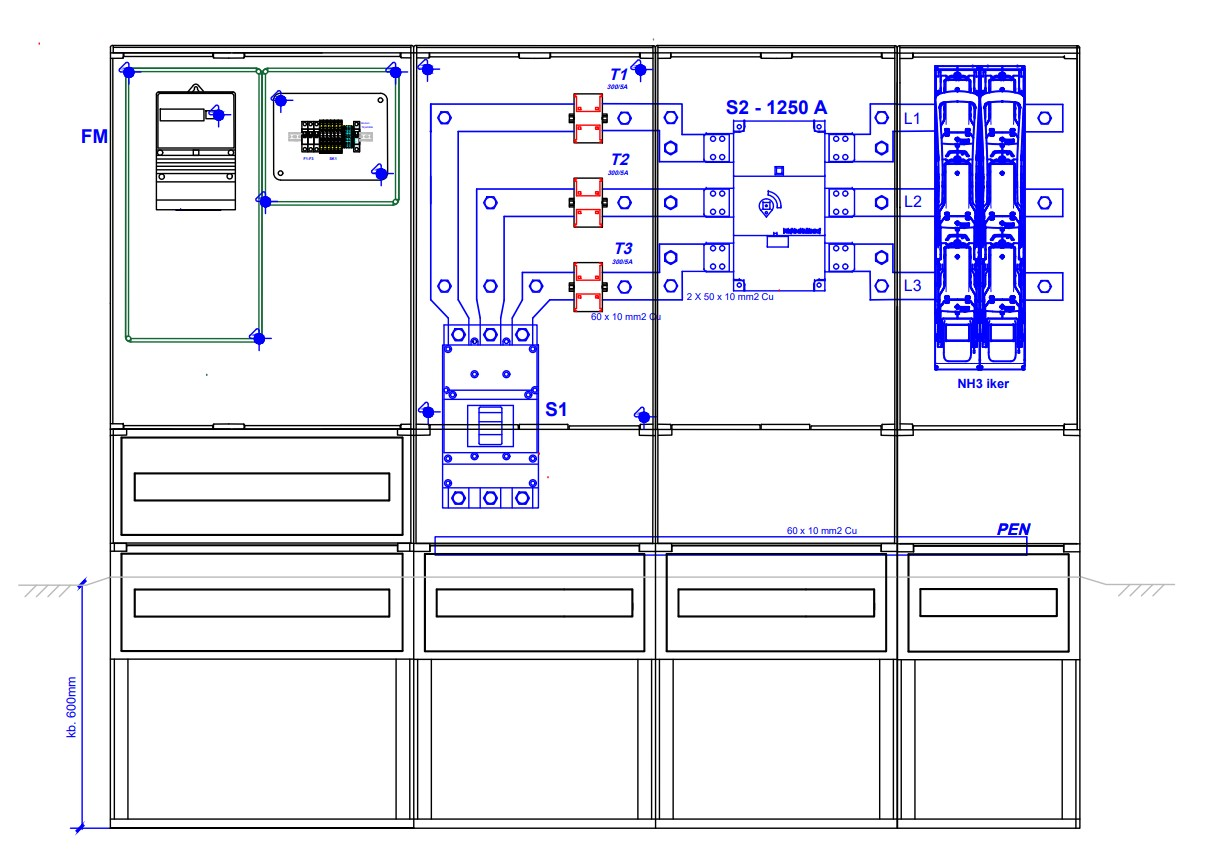 T1
300/5A
S2 - 1250 A
FM
L1
T2
300/5A
L2
T3
300/5A
L3
2 X 50 x 10 mm2 Cu
60 x 10 mm2 Cu
NH3 iker
S1
60 x 10 mm2 Cu
PEN
kb. 600mm